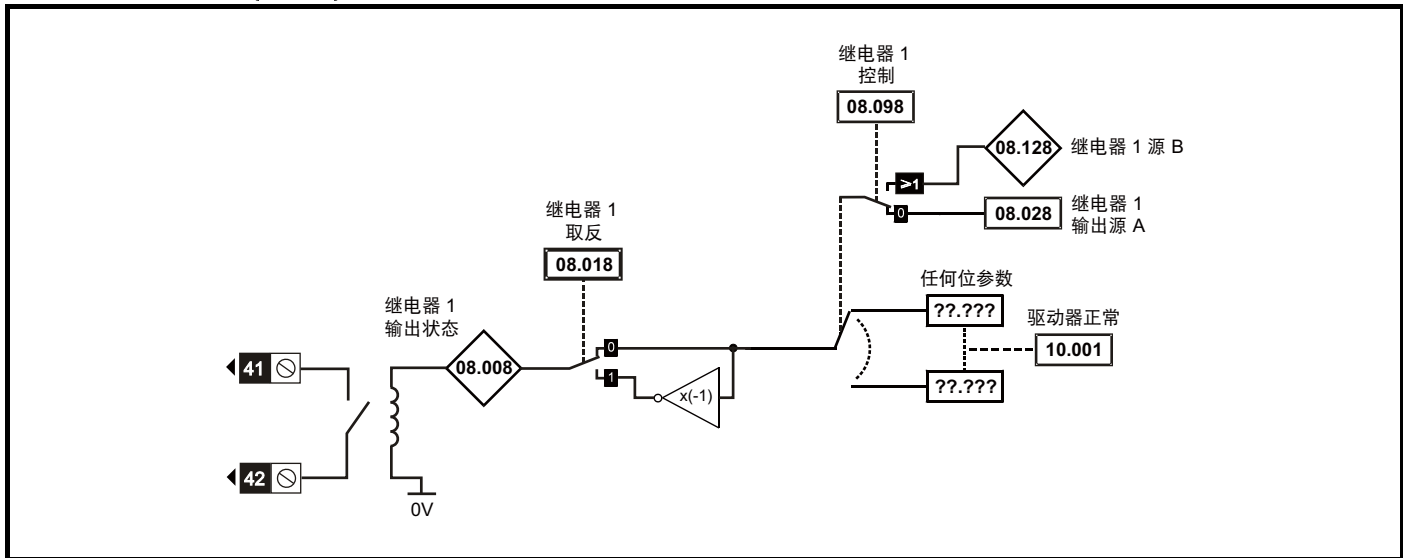 继电器 1
控制
08.098
>1
08.128
继电器 1 源 B
0
08.028
继电器 1
输出源 A
继电器 1
取反
08.018
任何位参数
??.???
驱动器正常
10.001
??.???
继电器 1
输出状态
08.008
0
1
x(-1)
41
42
0V